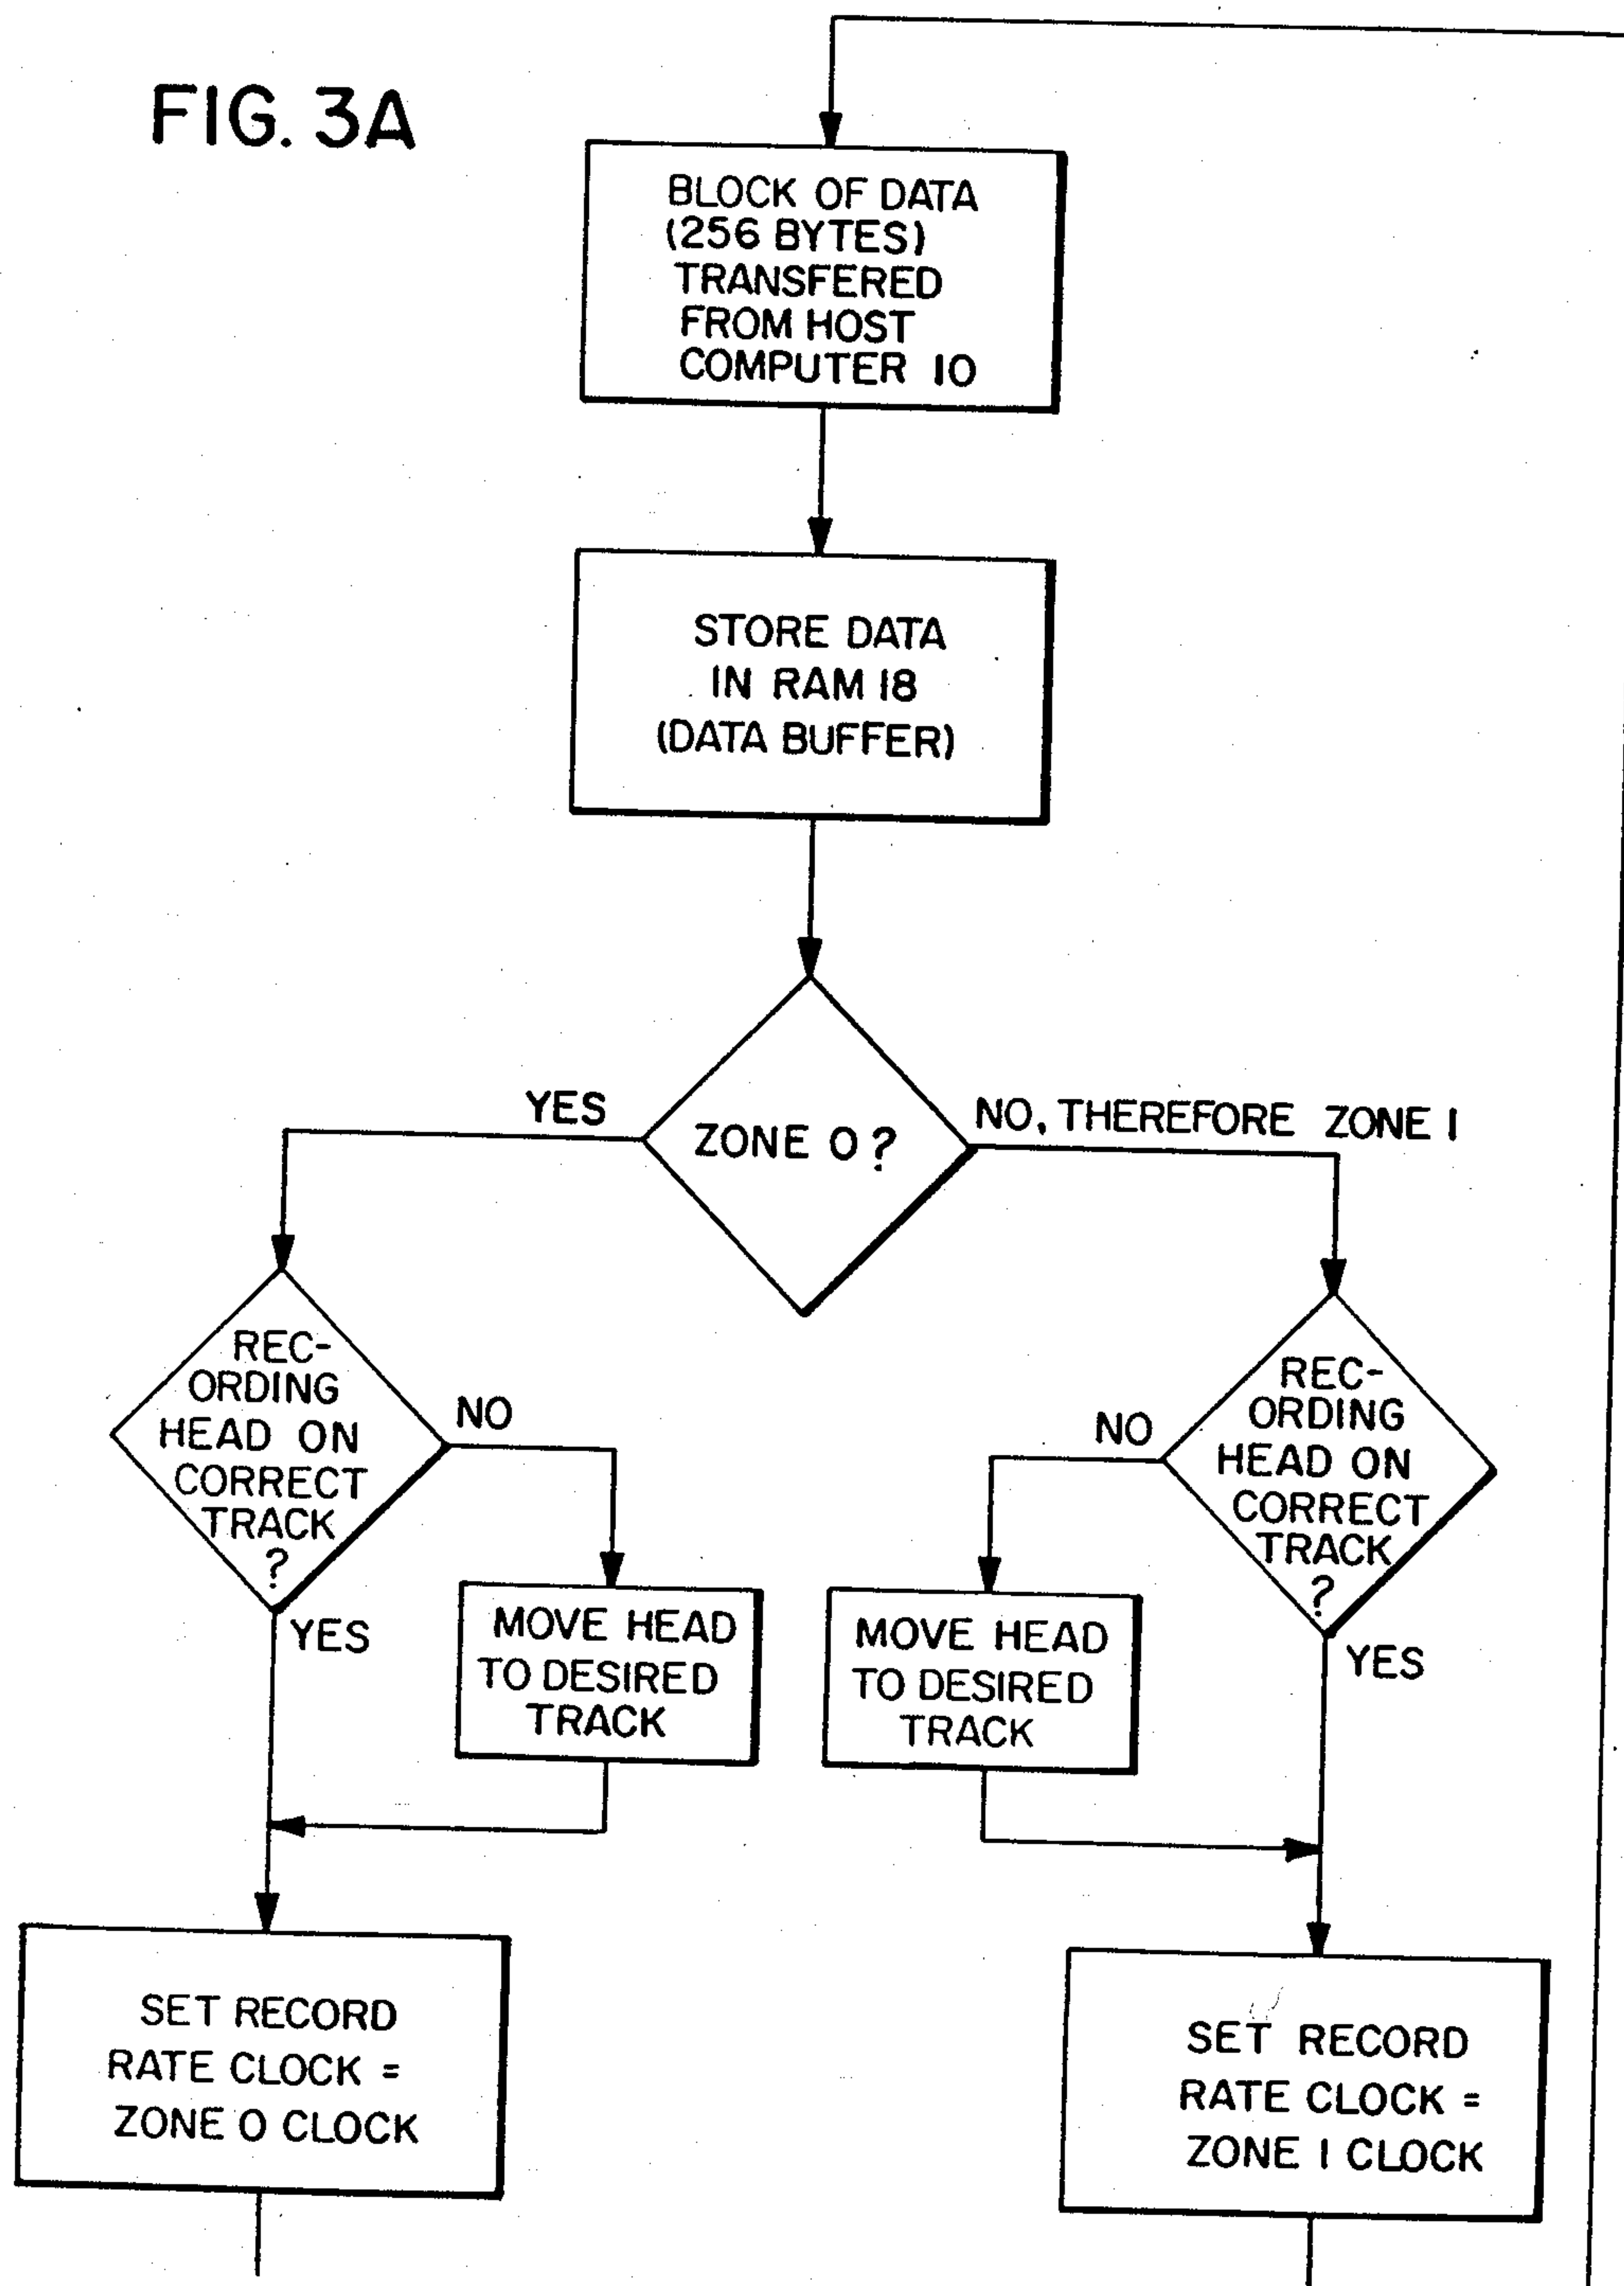 FIG. 3A
BLOCK OF DATA
(256 BYTES)
TRANSFERED
FROM HOST
COMPUTER 10
STORE DATA
IN RAM 18
(DATA BUFFER)
YES
ZONE 0?
NO, THEREFORE ZONE 1
REC-
ORDING
HEAD ON
CORRECT
TRACK
?
NO
YES
MOVE HEAD
TO DESIRED
TRACK
REC-
ORDING
HEAD ON
CORRECT
TRACK
?
NO
YES
MOVE HEAD
TO DESIRED
TRACK
SET RECORD
RATE CLOCK =
ZONE 0 CLOCK
SET RECORD
RATE CLOCK =
ZONE 1 CLOCK